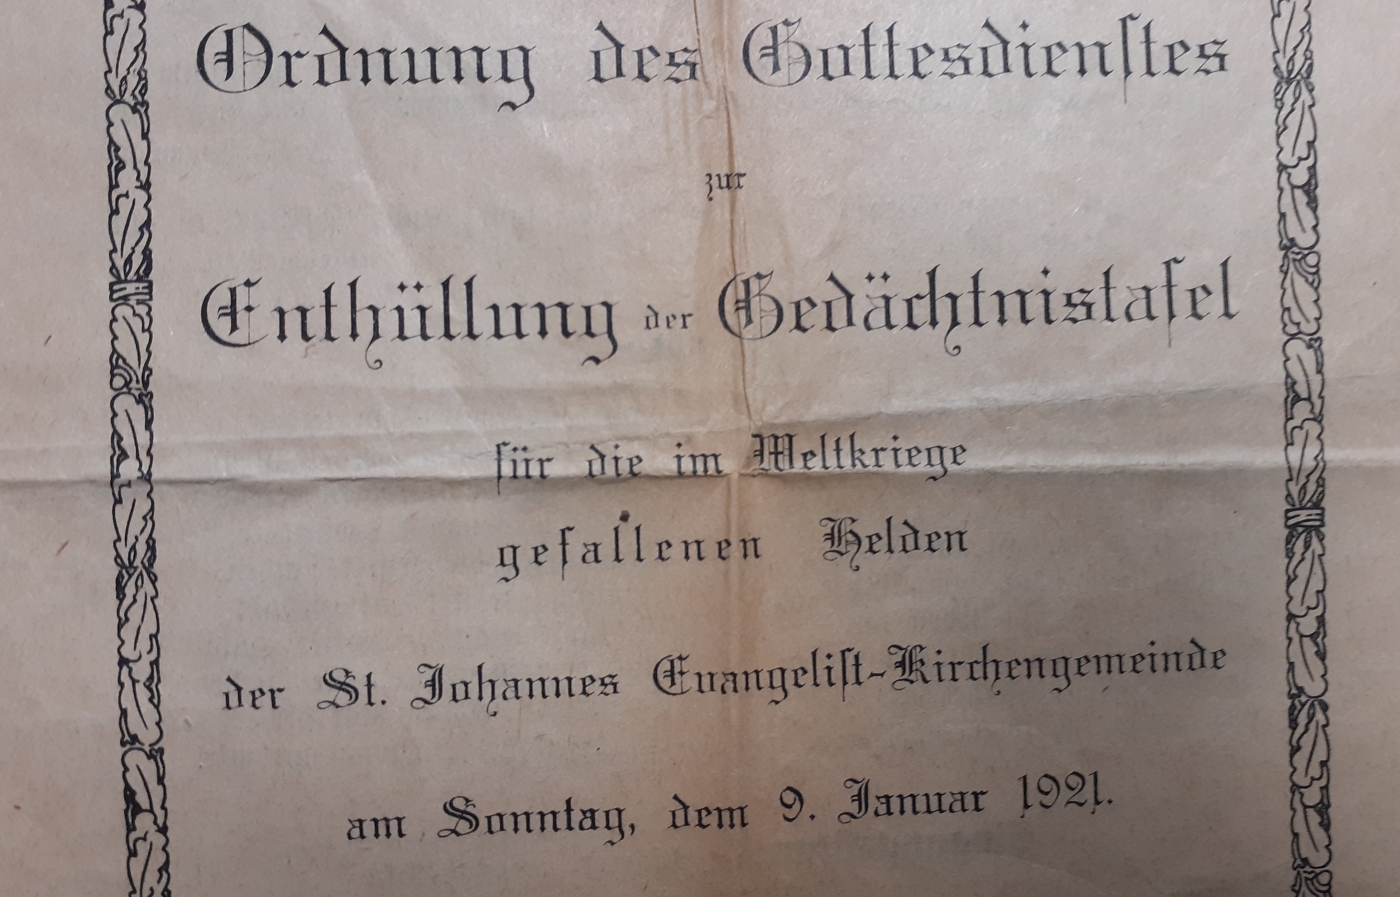 Ordnung des Gottesdienſtes
zur
Enthüllung der Gedächtnistafel
für die im Weltkriege
gefallenen Helden
der St. Johannes Evangeliſt-Kirchengemeinde
am Sonntag, dem 9. Januar 1921.